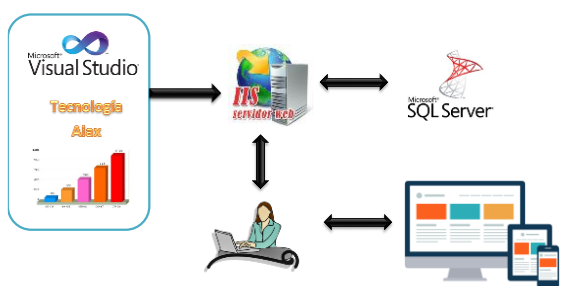 Microsoft®
Visual Studio
Tecnología
Ajax
IIS
servidor web
Microsoft®
SQL Server®